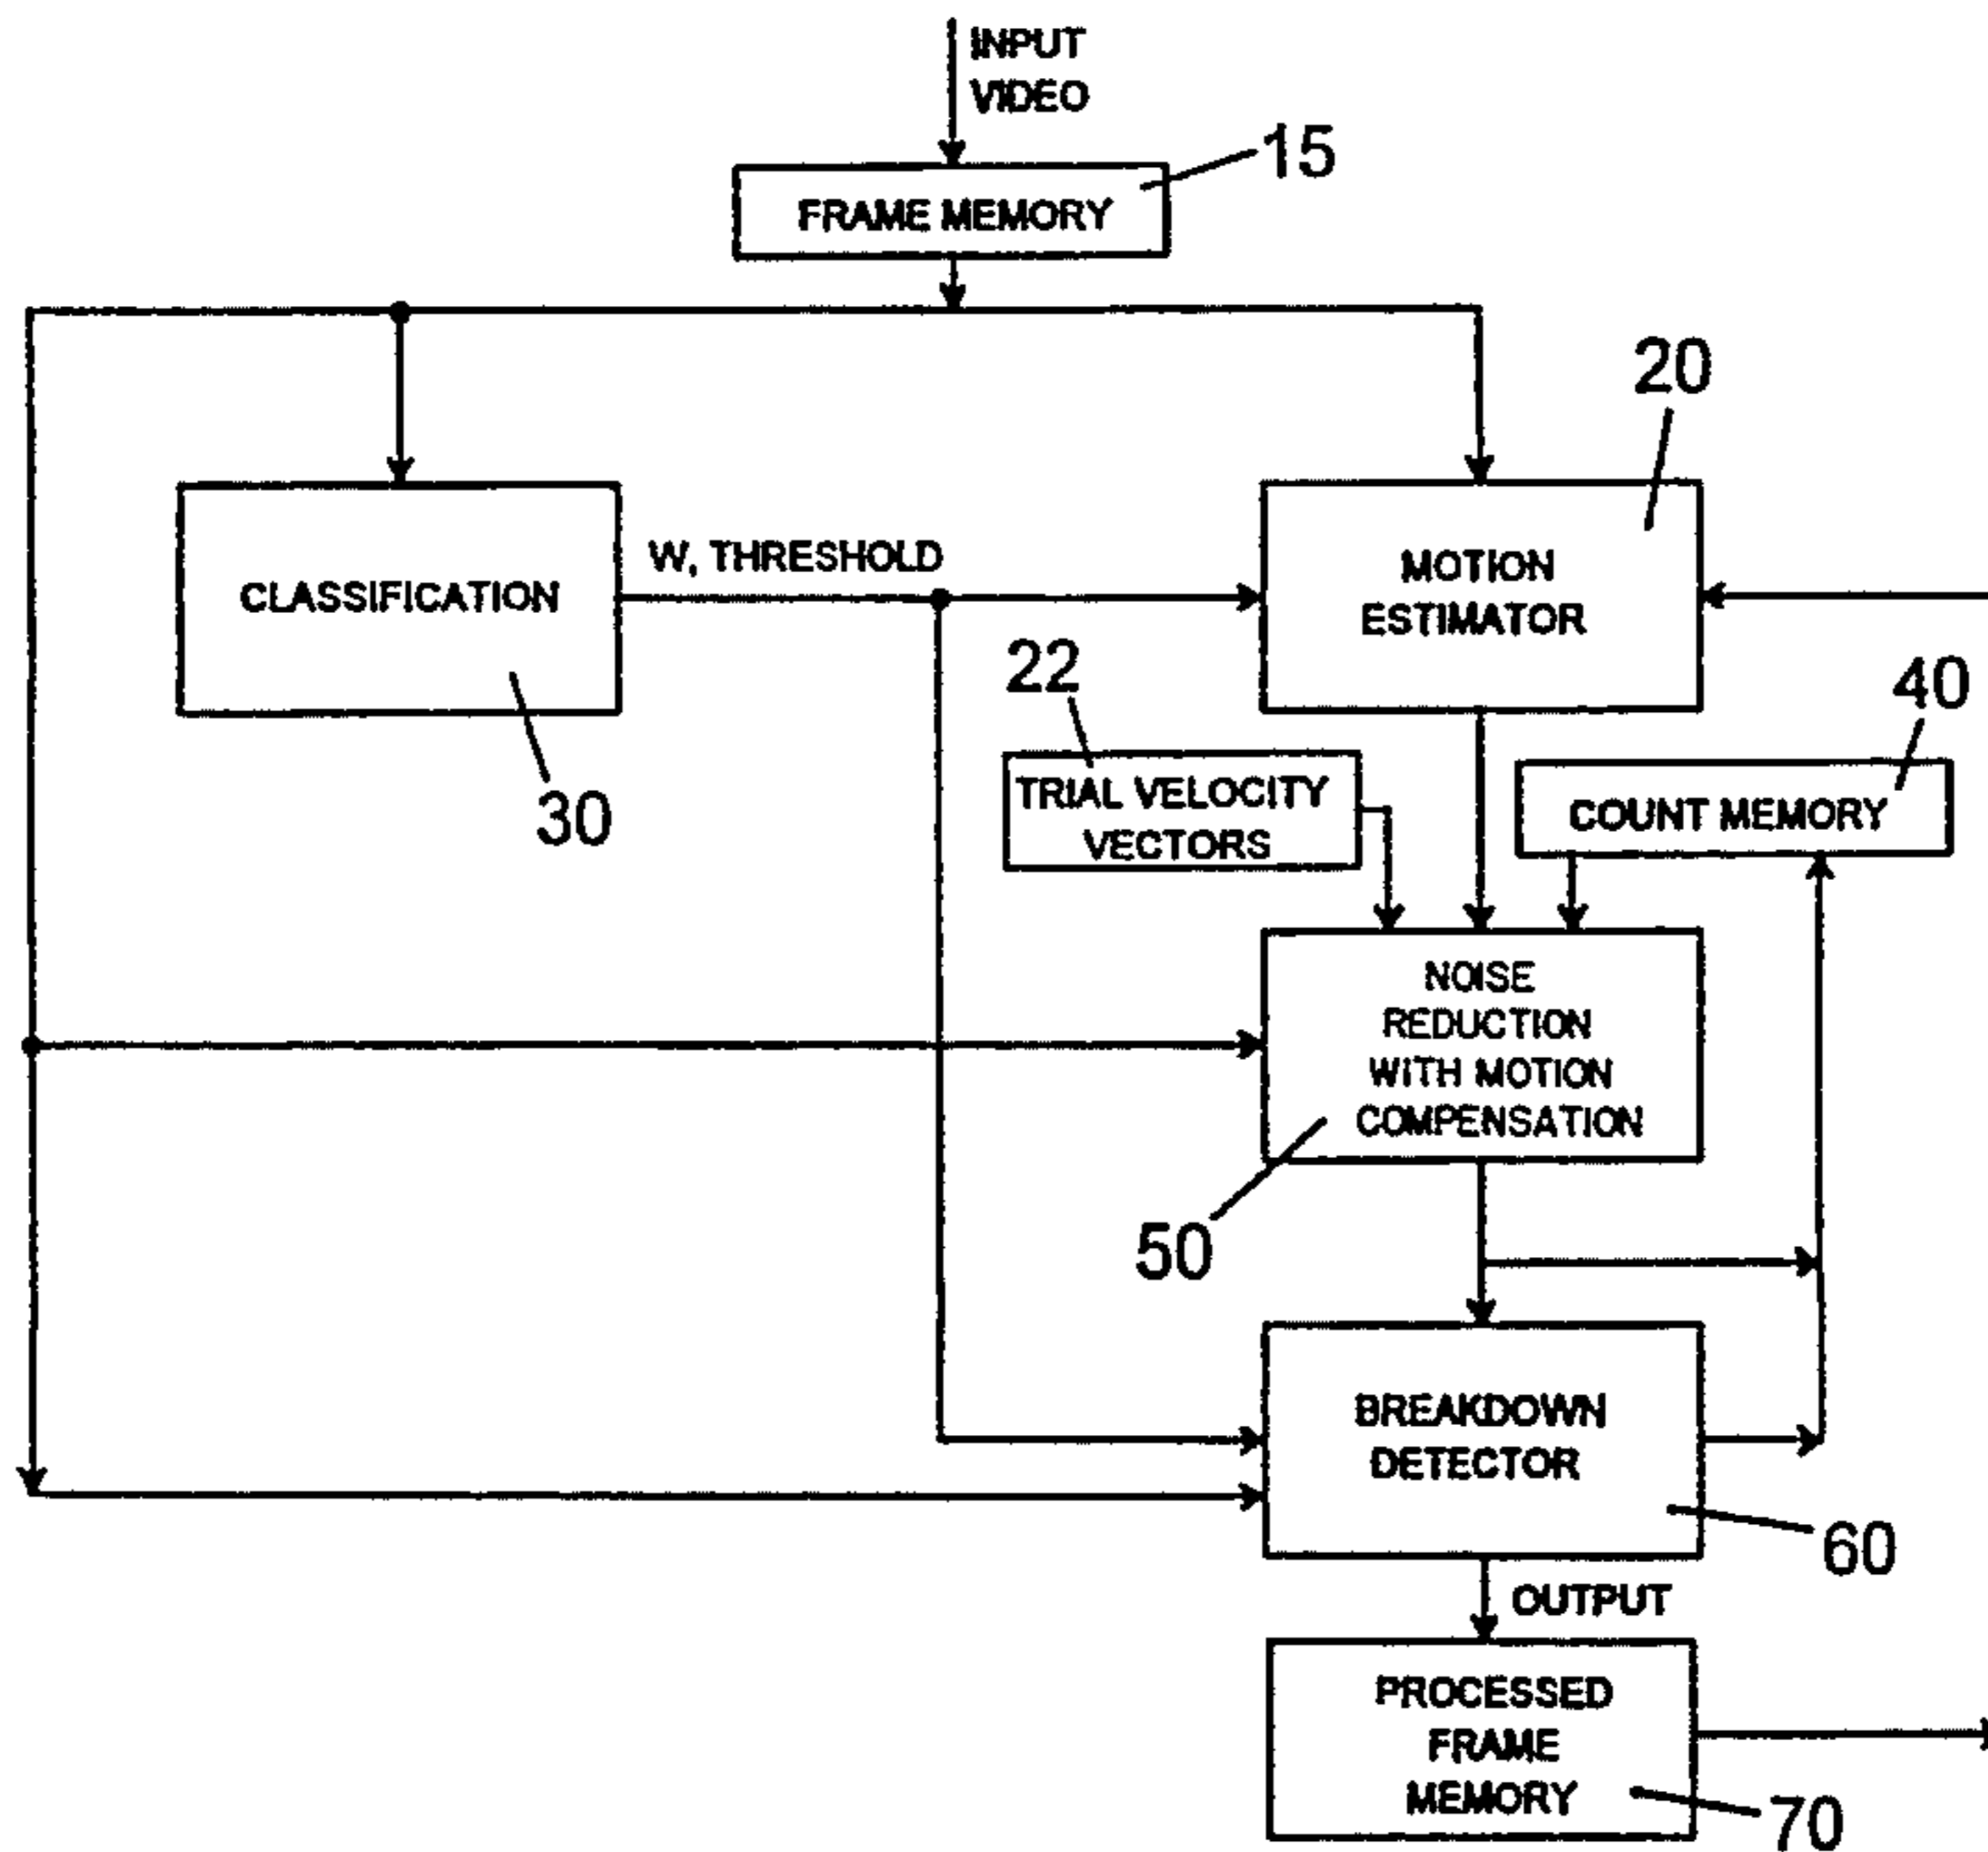 INPUT
VIDEO
15
FRAME MEMORY
20
W, THRESHOLD
CLASSIFICATION
MOTION
ESTIMATOR
22
40
30
TRIAL VELOCITY
VECTORS
COUNT MEMORY
NOISE
REDUCTION
WITH MOTION
COMPENSATION
50
BREAKDOWN
DETECTOR
60
OUTPUT
PROCESSED
FRAME
MEMORY
70